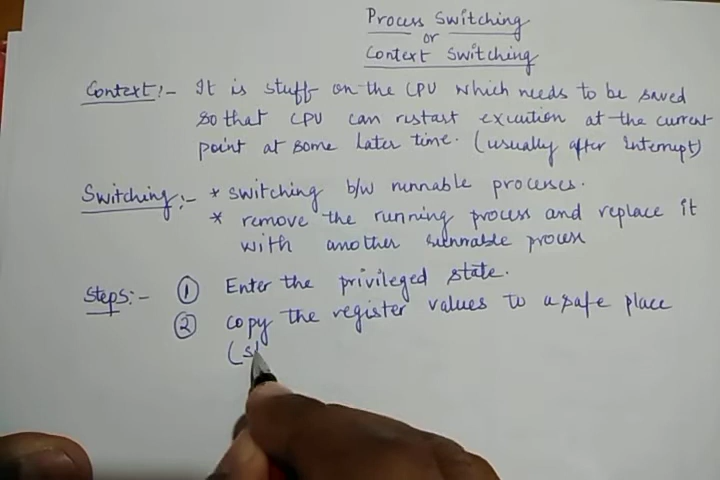 Process Switching
or
Context Switching
Context:- It is stuff on the CPU which needs to be saved
so that CPU can restart execution at the current
point at some later time. (usually after Interrupt)
Switching:- * switching b/w runnable processes.
* remove the running process and replace it
with another runnable process
Steps:- ① Enter the privileged state.
② copy the register values to a safe place
(s